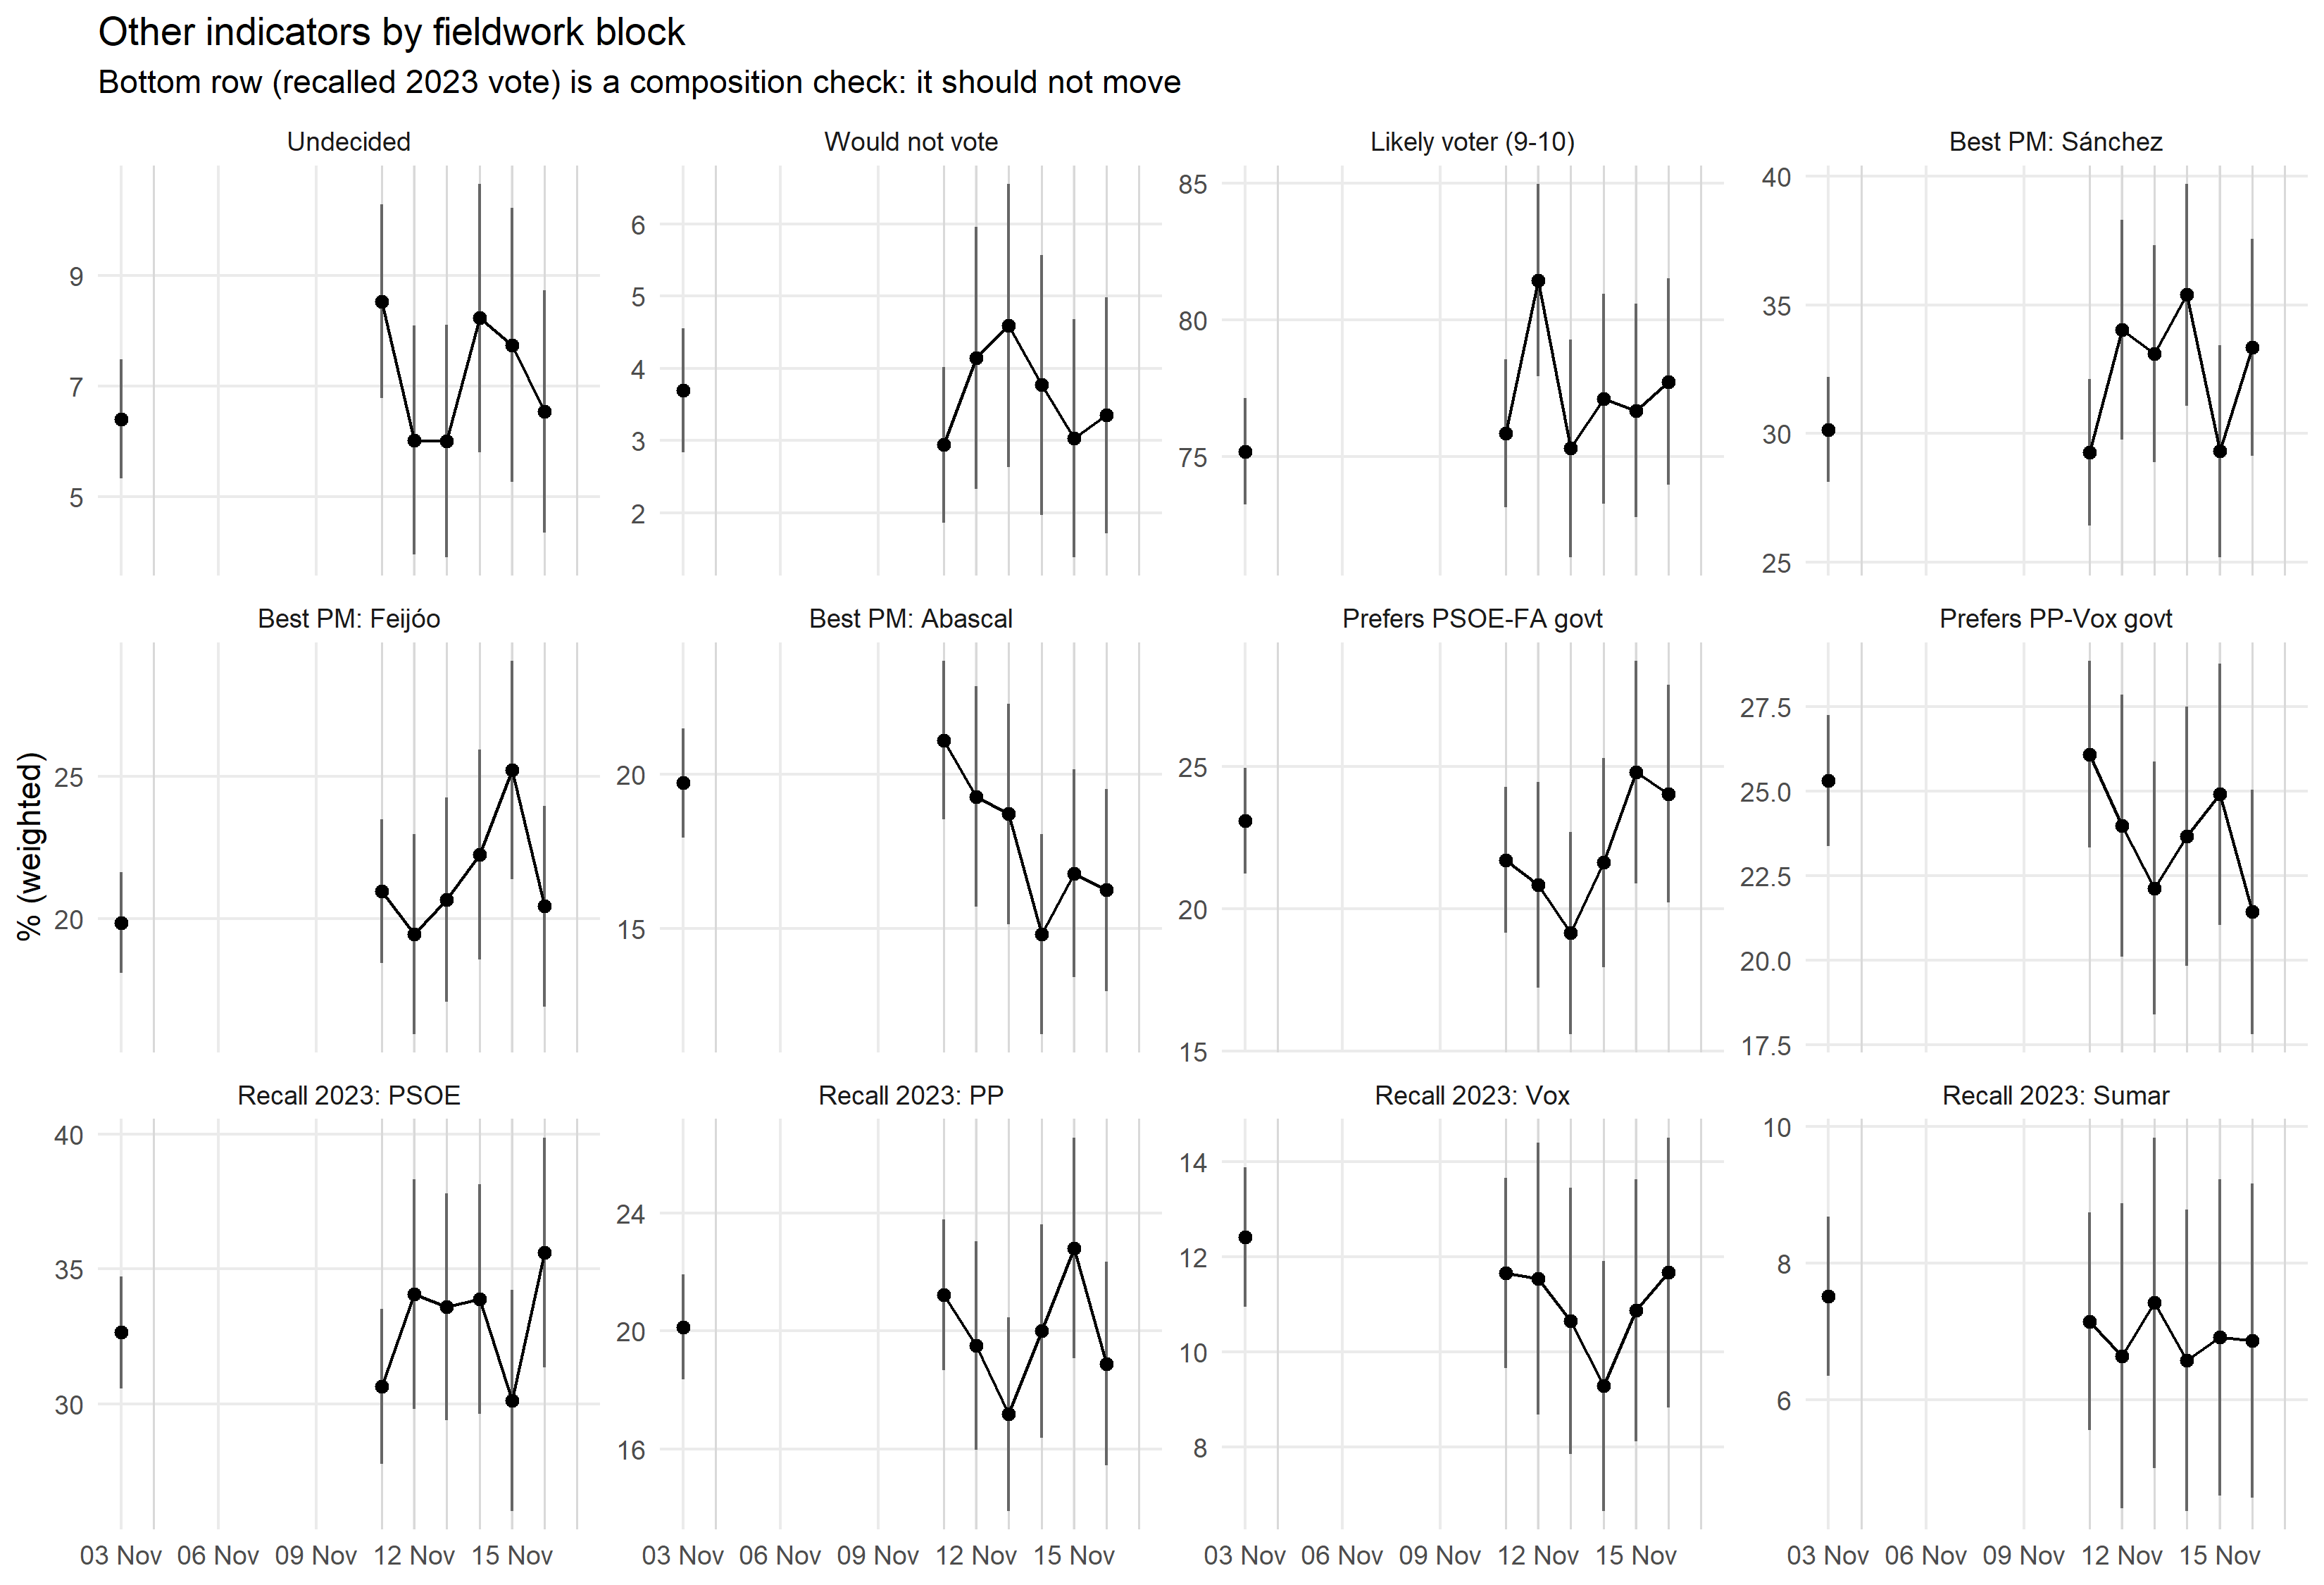 Other indicators by fieldwork block
Bottom row (recalled 2023 vote) is a composition check: it should not move
Undecided
Would not vote
Likely voter (9-10)
Best PM: Sánchez
9
7
5
6
5
4
3
2
85
80
75
40
35
30
25
Best PM: Feijóo
Best PM: Abascal
Prefers PSOE-FA govt
Prefers PP-Vox govt
% (weighted)
25
20
20
15
25
20
15
27.5
25.0
22.5
20.0
17.5
Recall 2023: PSOE
Recall 2023: PP
Recall 2023: Vox
Recall 2023: Sumar
40
35
30
24
20
16
14
12
10
8
10
8
6
03 Nov 06 Nov 09 Nov 12 Nov 15 Nov
03 Nov 06 Nov 09 Nov 12 Nov 15 Nov
03 Nov 06 Nov 09 Nov 12 Nov 15 Nov
03 Nov 06 Nov 09 Nov 12 Nov 15 Nov